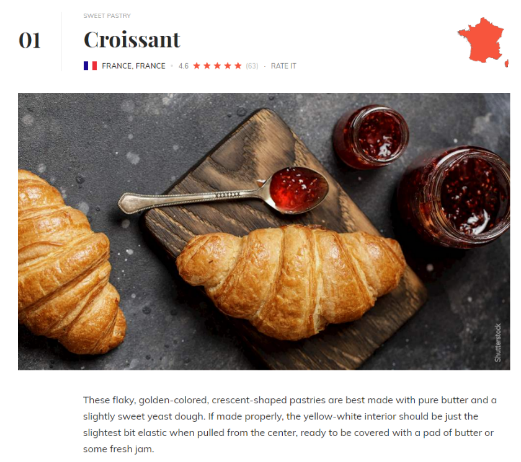 SWEET PASTRY
01
Croissant
FRANCE, FRANCE • 4.6 ★★★★★ (63) • RATE IT
Shutterstock
These flaky, golden-colored, crescent-shaped pastries are best made with pure butter and a
slightly sweet yeast dough. If made properly, the yellow-white interior should be just the
slightest bit elastic when pulled from the center, ready to be covered with a pad of butter or
some fresh jam.